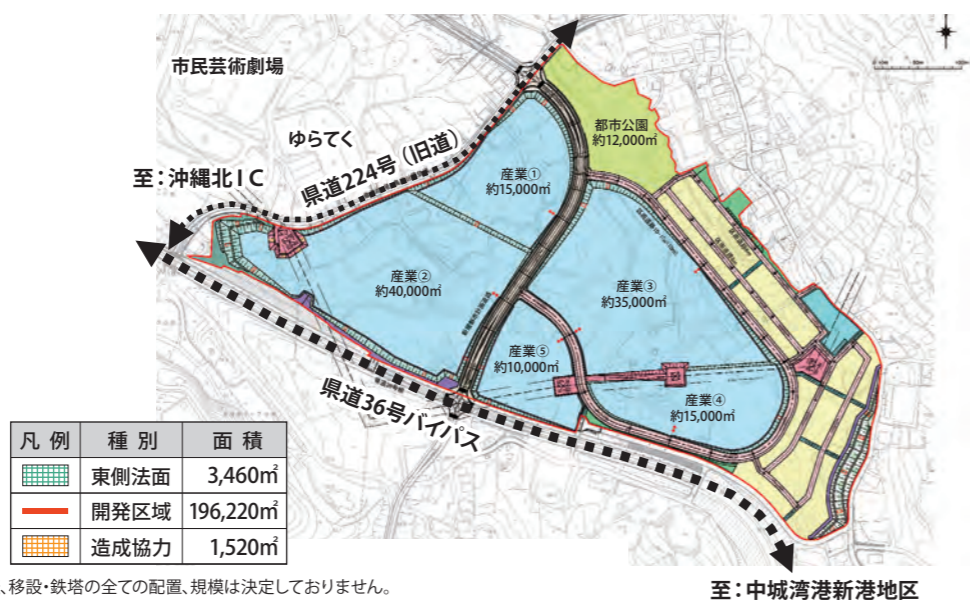 市民芸術劇場
ゆらてく
県道224号（旧道）
至：沖縄北ＩＣ
都市公園
約12,000㎡
産業①
約15,000㎡
産業②
約40,000㎡
産業③
約35,000㎡
産業⑤
約10,000㎡
産業④
約15,000㎡
県道36号バイパス
凡例 種別 面積
東側法面 3,460㎡
開発区域 196,220㎡
造成協力 1,520㎡
、移設・鉄塔の全ての配置、規模は決定しておりません。
至：中城湾港新港地区